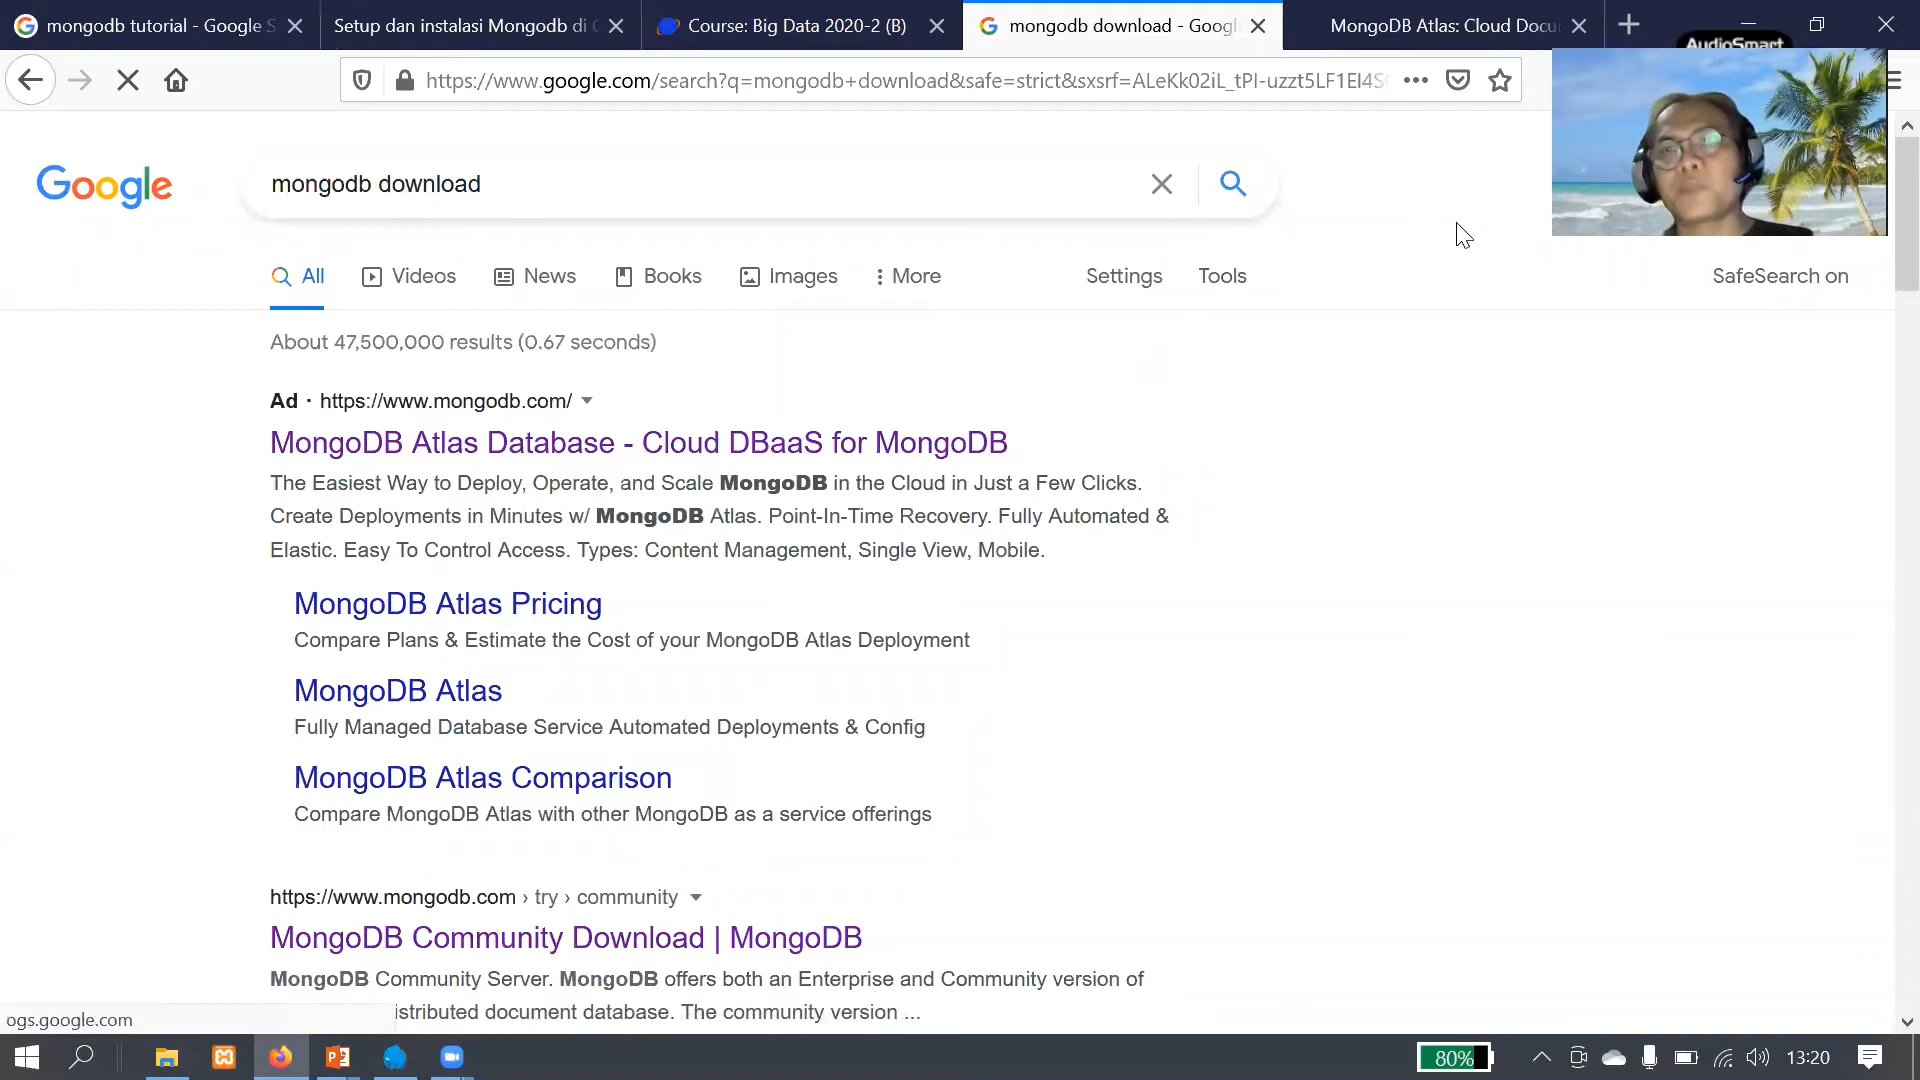 mongodb tutorial - Google S
Setup dan instalasi Mongodb di
Course: Big Data 2020-2 (B)
mongodb download - Googl
MongoDB Atlas: Cloud Docu
AudioSmart
https://www.google.com/search?q=mongodb+download&safe=strict&sxsrf=ALeKk02iL_tPI-uzzt5LF1EI4S
Google
mongodb download
All
Videos
News
Books
Images
More
Settings
Tools
SafeSearch on
About 47,500,000 results (0.67 seconds)
Ad · https://www.mongodb.com/
MongoDB Atlas Database - Cloud DBaaS for MongoDB
The Easiest Way to Deploy, Operate, and Scale MongoDB in the Cloud in Just a Few Clicks.
Create Deployments in Minutes w/ MongoDB Atlas. Point-In-Time Recovery. Fully Automated &
Elastic. Easy To Control Access. Types: Content Management, Single View, Mobile.
MongoDB Atlas Pricing
Compare Plans & Estimate the Cost of your MongoDB Atlas Deployment
MongoDB Atlas
Fully Managed Database Service Automated Deployments & Config
MongoDB Atlas Comparison
Compare MongoDB Atlas with other MongoDB as a service offerings
https://www.mongodb.com › try › community
MongoDB Community Download | MongoDB
MongoDB Community Server. MongoDB offers both an Enterprise and Community version of
istributed document database. The community version ...
ogs.google.com
80%
13:20